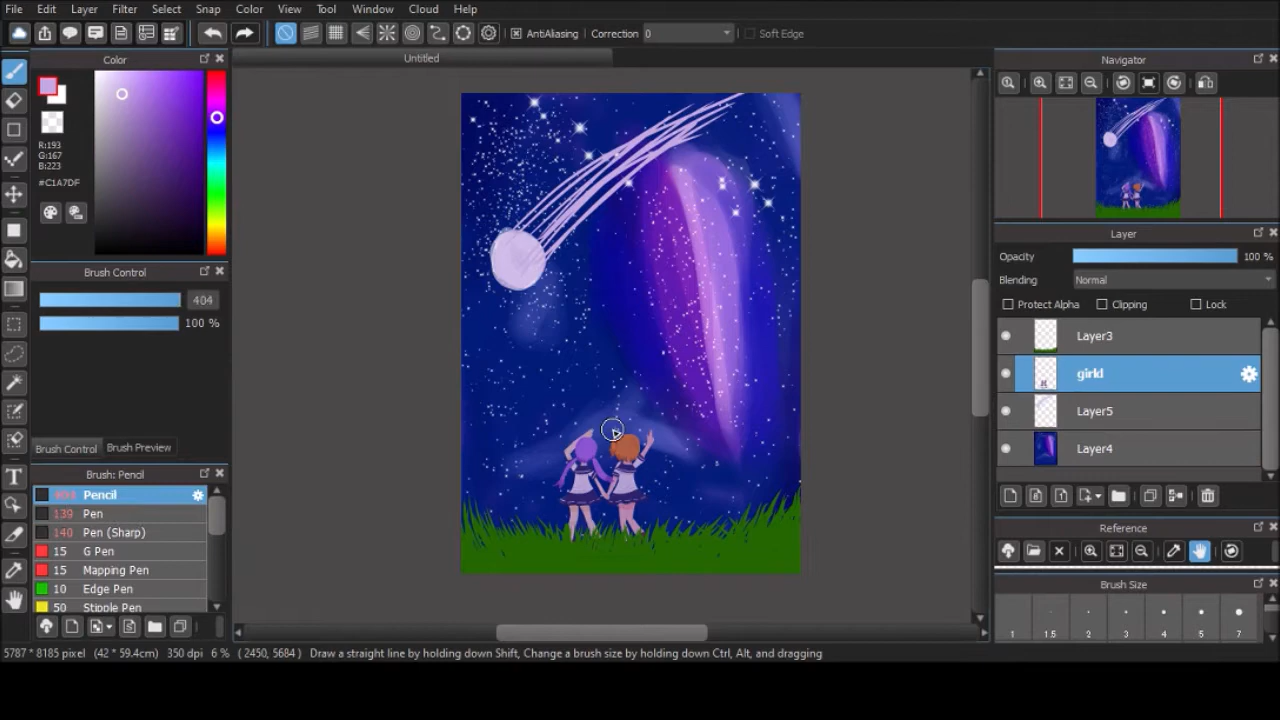 File Edit Layer Filter Select Snap Color View Tool Window Cloud Help
AntiAliasing Correction 0 Soft Edge
Color
R:193
G:167
B:223
#C1A7DF
Brush Control
404
100 %
Brush Control Brush Preview
Brush: Pencil
404 Pencil
139 Pen
140 Pen (Sharp)
15 G Pen
15 Mapping Pen
10 Edge Pen
50 Stipple Pen
Untitled
Navigator
Layer
Opacity 100 %
Blending Normal
Protect Alpha Clipping Lock
Layer3
girld
Layer5
Layer4
Reference
Brush Size
1 1.5 2 3 4 5 7
5787 * 8185 pixel (42 * 59.4cm) 350 dpi 6 % ( 2450, 5684 ) Draw a straight line by holding down Shift, Change a brush size by holding down Ctrl, Alt, and dragging